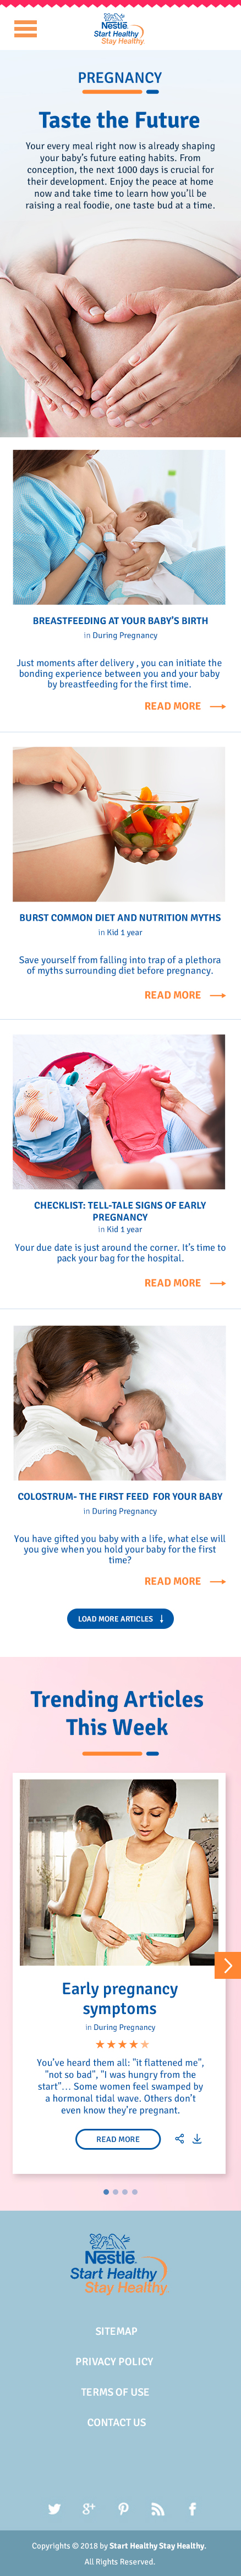 Nestlé
Start Healthy
Stay Healthy
PREGNANCY
Taste the Future
Your every meal right now is already shaping
your baby's future eating habits. From
conception, the next 1000 days is crucial for
their development. Enjoy the peace at home
now and take time to learn how you'll be
raising a real foodie, one taste bud at a time.
BREASTFEEDING AT YOUR BABY'S BIRTH
in During Pregnancy
Just moments after delivery , you can initiate the
bonding experience between you and your baby
by breastfeeding for the first time.
READ MORE
BURST COMMON DIET AND NUTRITION MYTHS
in Kid 1 year
Save yourself from falling into trap of a plethora
of myths surrounding diet before pregnancy.
READ MORE
CHECKLIST: TELL-TALE SIGNS OF EARLY
PREGNANCY
in Kid 1 year
Your due date is just around the corner. It's time to
pack your bag for the hospital.
READ MORE
COLOSTRUM- THE FIRST FEED FOR YOUR BABY
in During Pregnancy
You have gifted you baby with a life, what else will
you give when you hold your baby for the first
time?
READ MORE
LOAD MORE ARTICLES
Trending Articles
This Week
Early pregnancy
symptoms
in During Pregnancy
You've heard them all: "it flattened me",
"not so bad", "I was hungry from the
start"... Some women feel swamped by
a hormonal tidal wave. Others don't
even know they're pregnant.
READ MORE
Nestlé
Start Healthy
Stay Healthy
SITEMAP
PRIVACY POLICY
TERMS OF USE
CONTACT US
Copyrights © 2018 by Start Healthy Stay Healthy.
All Rights Reserved.